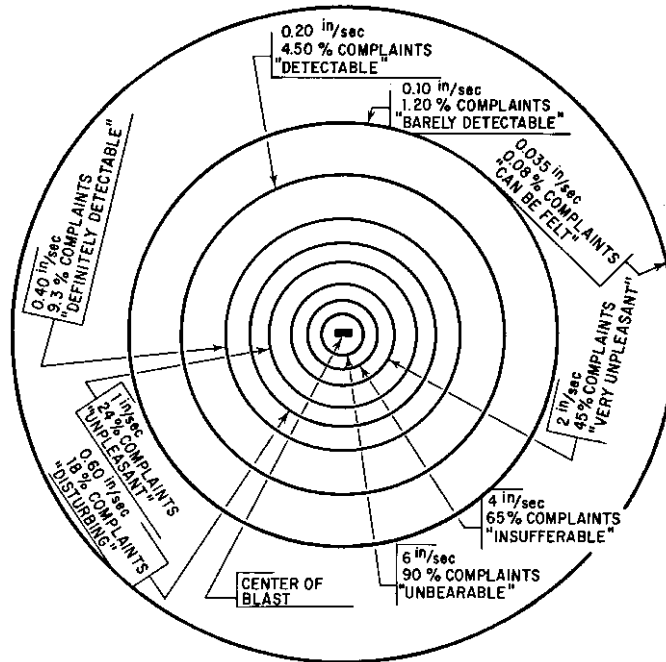 0.20 in/sec
4.50 % COMPLAINTS
"DETECTABLE"
0.10 in/sec
1.20 % COMPLAINTS
"BARELY DETECTABLE"
0.035 in/sec
0.08 % COMPLAINTS
"CAN BE FELT"
0.40 in/sec
9.3 % COMPLAINTS
"DEFINITELY DETECTABLE"
2 in/sec
45% COMPLAINTS
"VERY UNPLEASANT"
1 in/sec
24% COMPLAINTS
"UNPLEASANT"
0.60 in/sec
18% COMPLAINTS
"DISTURBING"
4 in/sec
65% COMPLAINTS
"INSUFFERABLE"
6 in/sec
90 % COMPLAINTS
"UNBEARABLE"
CENTER OF
BLAST